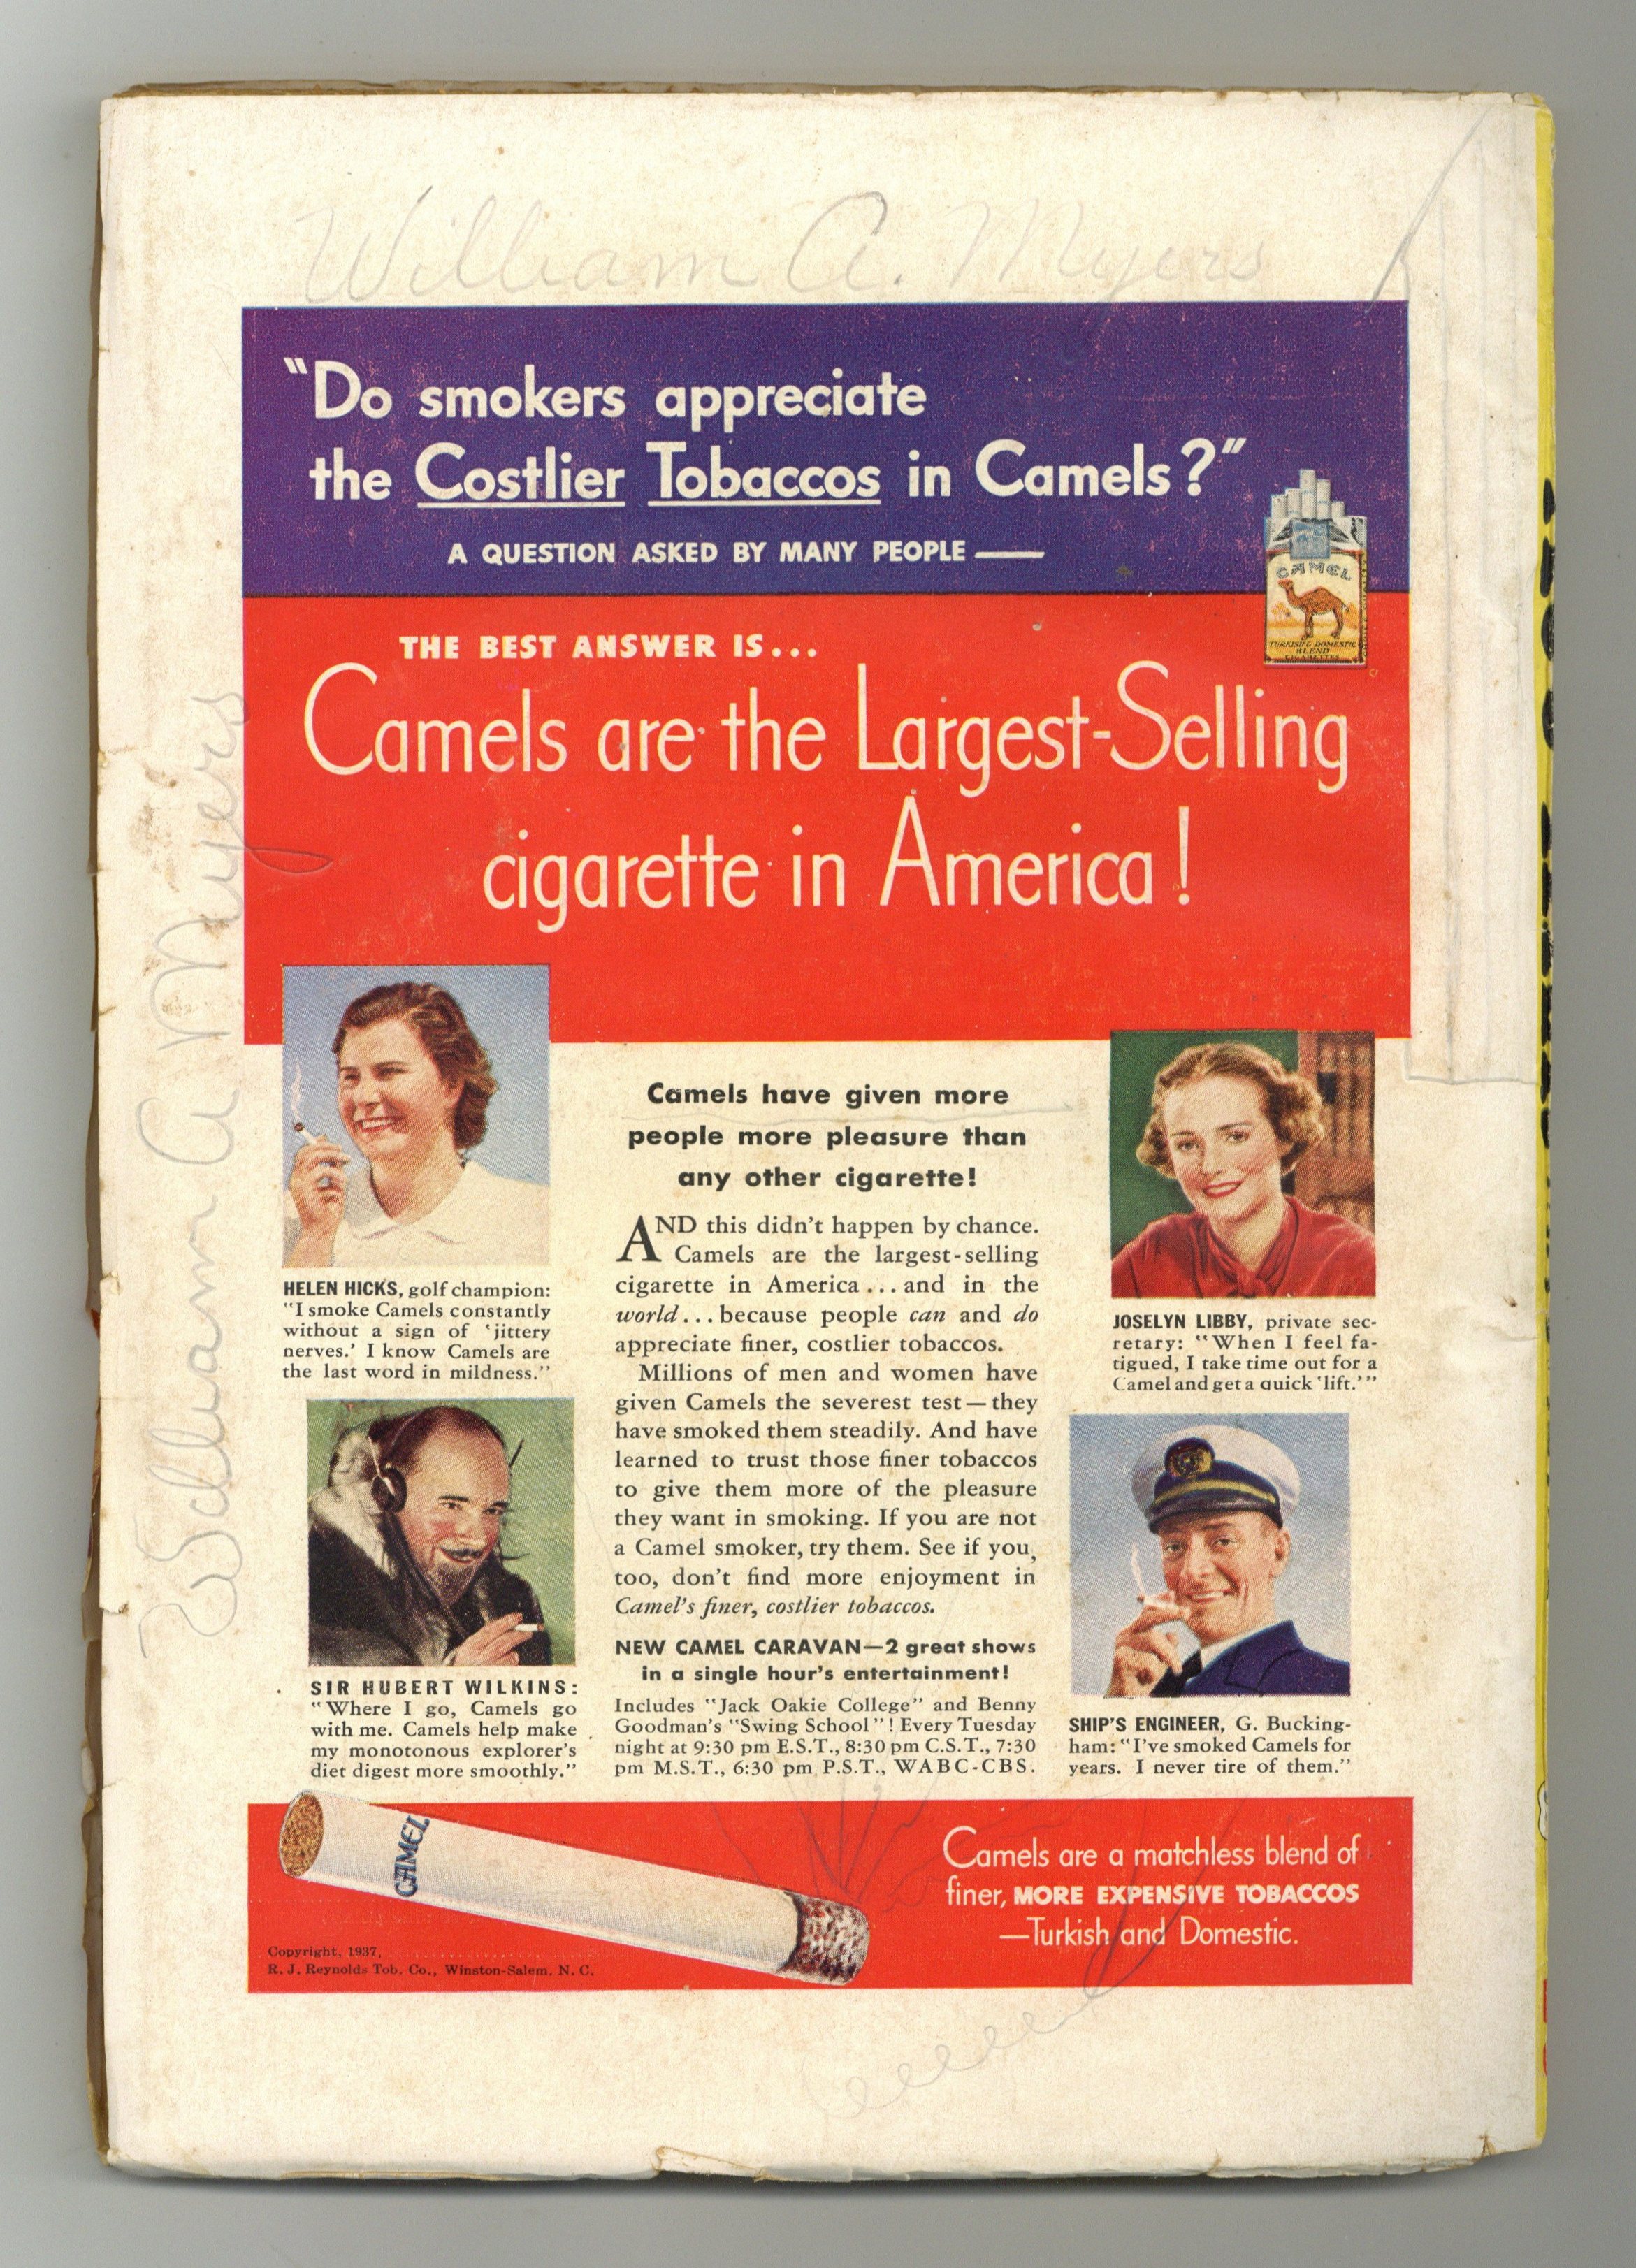 William A. Myers
"Do smokers appreciate
the Costlier Tobaccos in Camels?"
A QUESTION ASKED BY MANY PEOPLE —
CAMEL
TURKISH & DOMESTIC
BLEND
CIGARETTES
THE BEST ANSWER IS...
Camels are the Largest-Selling
cigarette in America!
William A Myers
Camels have given more
people more pleasure than
any other cigarette!
HELEN HICKS, golf champion:
"I smoke Camels constantly
without a sign of 'jittery
nerves.' I know Camels are
the last word in mildness."
SIR HUBERT WILKINS:
"Where I go, Camels go
with me. Camels help make
my monotonous explorer's
diet digest more smoothly."
AND this didn't happen by chance.
Camels are the largest-selling
cigarette in America...and in the
world...because people can and do
appreciate finer, costlier tobaccos.
Millions of men and women have
given Camels the severest test—they
have smoked them steadily. And have
learned to trust those finer tobaccos
to give them more of the pleasure
they want in smoking. If you are not
a Camel smoker, try them. See if you,
too, don't find more enjoyment in
Camel's finer, costlier tobaccos.
NEW CAMEL CARAVAN—2 great shows
in a single hour's entertainment!
Includes "Jack Oakie College" and Benny
Goodman's "Swing School"! Every Tuesday
night at 9:30 pm E.S.T., 8:30 pm C.S.T., 7:30
pm M.S.T., 6:30 pm P.S.T., WABC-CBS.
JOSELYN LIBBY, private sec-
retary: "When I feel fa-
tigued, I take time out for a
Camel and get a quick 'lift.'"
SHIP'S ENGINEER, G. Bucking-
ham: "I've smoked Camels for
years. I never tire of them."
CAMEL
Camels are a matchless blend of
finer, MORE EXPENSIVE TOBACCOS
—Turkish and Domestic.
Copyright, 1937,
R. J. Reynolds Tob. Co., Winston-Salem, N. C.